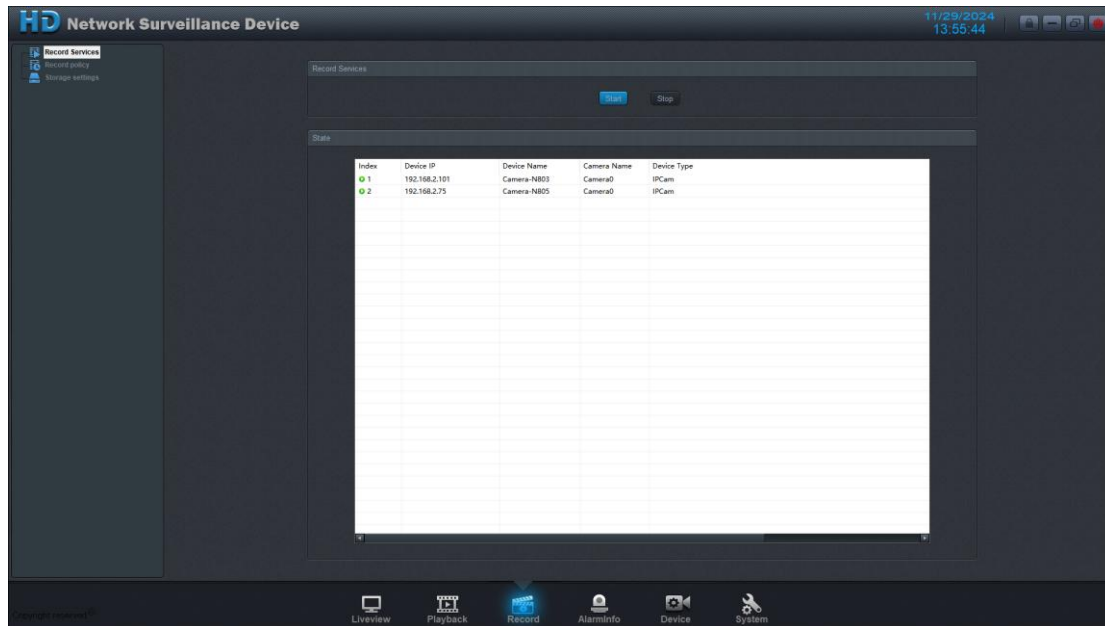 HD Network Surveillance Device
11/29/2024
13:55:44
Record Services
Record policy
Storage settings
Record Services
Start Stop
State
Index Device IP Device Name Camera Name Device Type
1 192.168.2.101 Camera-N803 Camera0 IPCam
2 192.168.2.75 Camera-N805 Camera0 IPCam
Copyright reserved
Liveview Playback Record AlarmInfo Device System